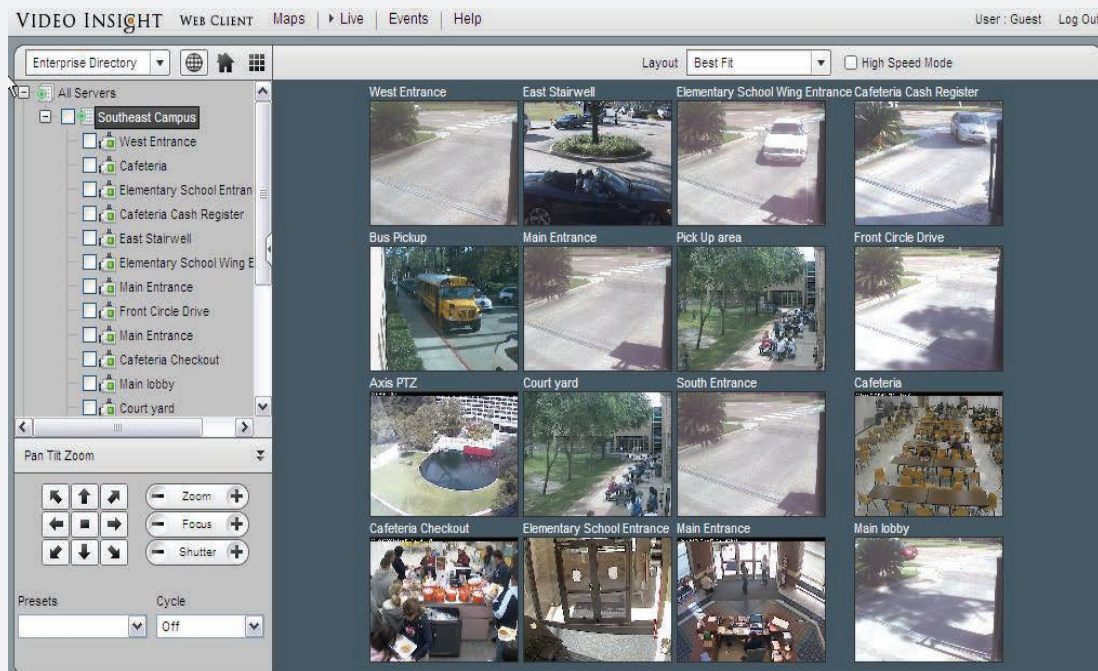 VIDEO INSIGHT WEB CLIENT Maps | Live | Events | Help User : Guest Log Out
Enterprise Directory Layout Best Fit High Speed Mode
All Servers
Southeast Campus
West Entrance
Cafeteria
Elementary School Entran
Cafeteria Cash Register
East Stairwell
Elementary School Wing E
Main Entrance
Front Circle Drive
Main Entrance
Cafeteria Checkout
Main lobby
Court yard
Pan Tilt Zoom
Zoom
Focus
Shutter
Presets Cycle
Off
West Entrance East Stairwell Elementary School Wing Entrance Cafeteria Cash Register
Bus Pickup Main Entrance Pick Up area Front Circle Drive
Axis PTZ Court yard South Entrance Cafeteria
Cafeteria Checkout Elementary School Entrance Main Entrance Main lobby